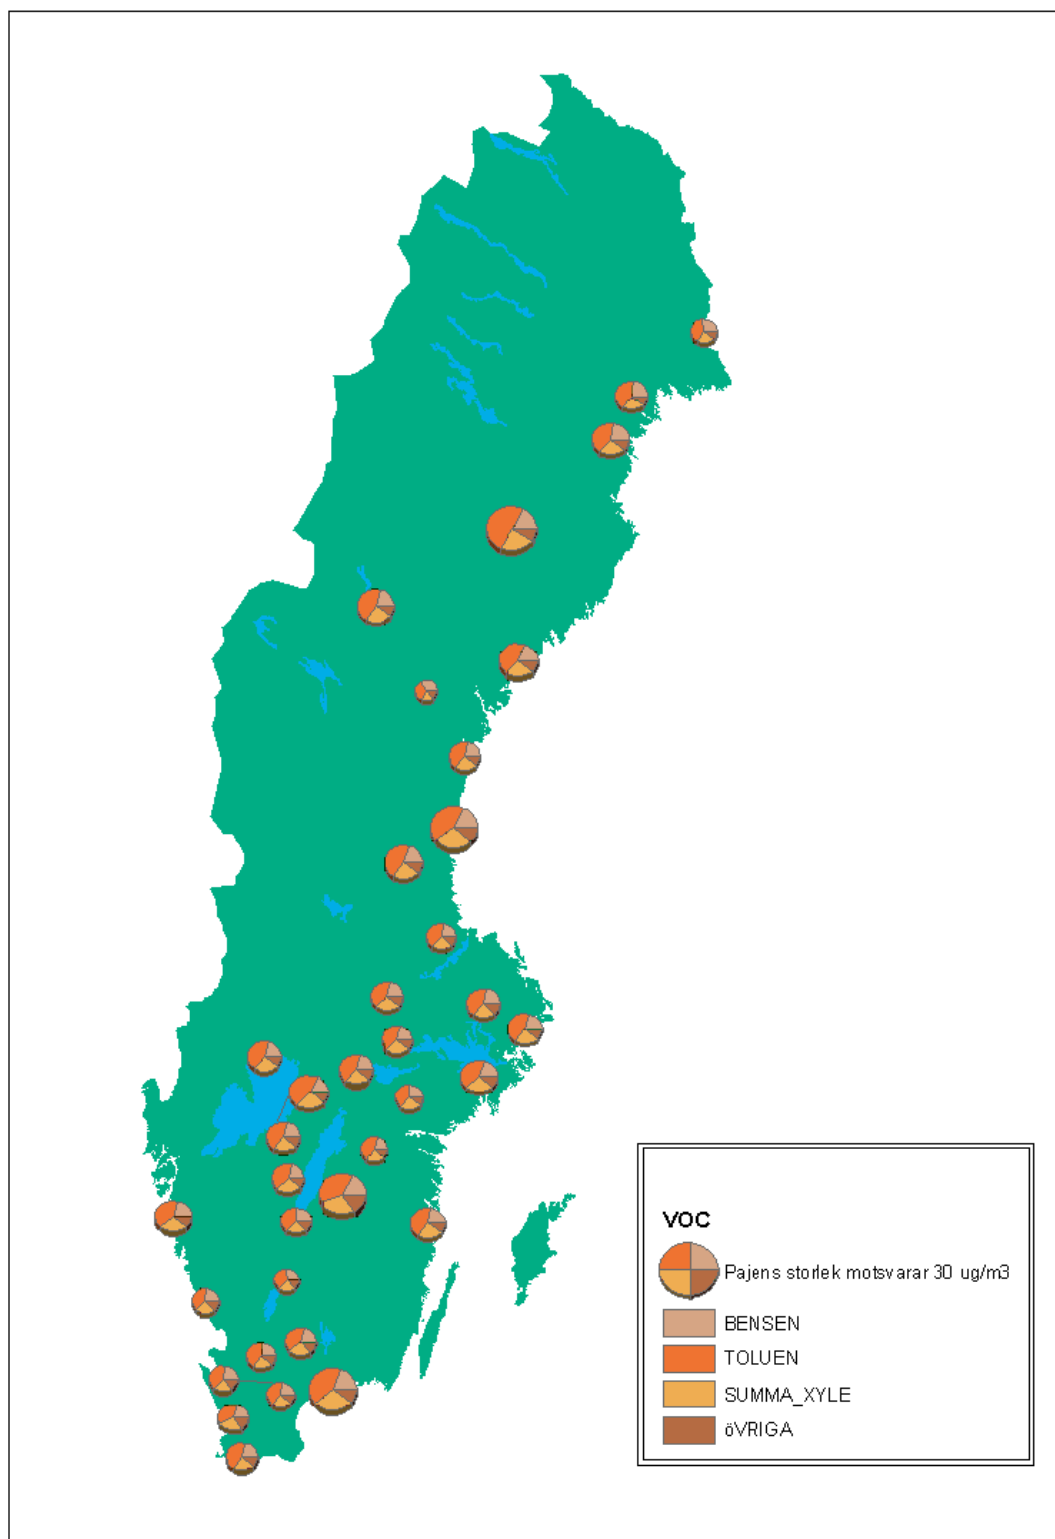 VOC
Pajens storlek motsvarar 30 ug/m3
BENSEN
TOLUEN
SUMMA_XYLE
öVRIGA